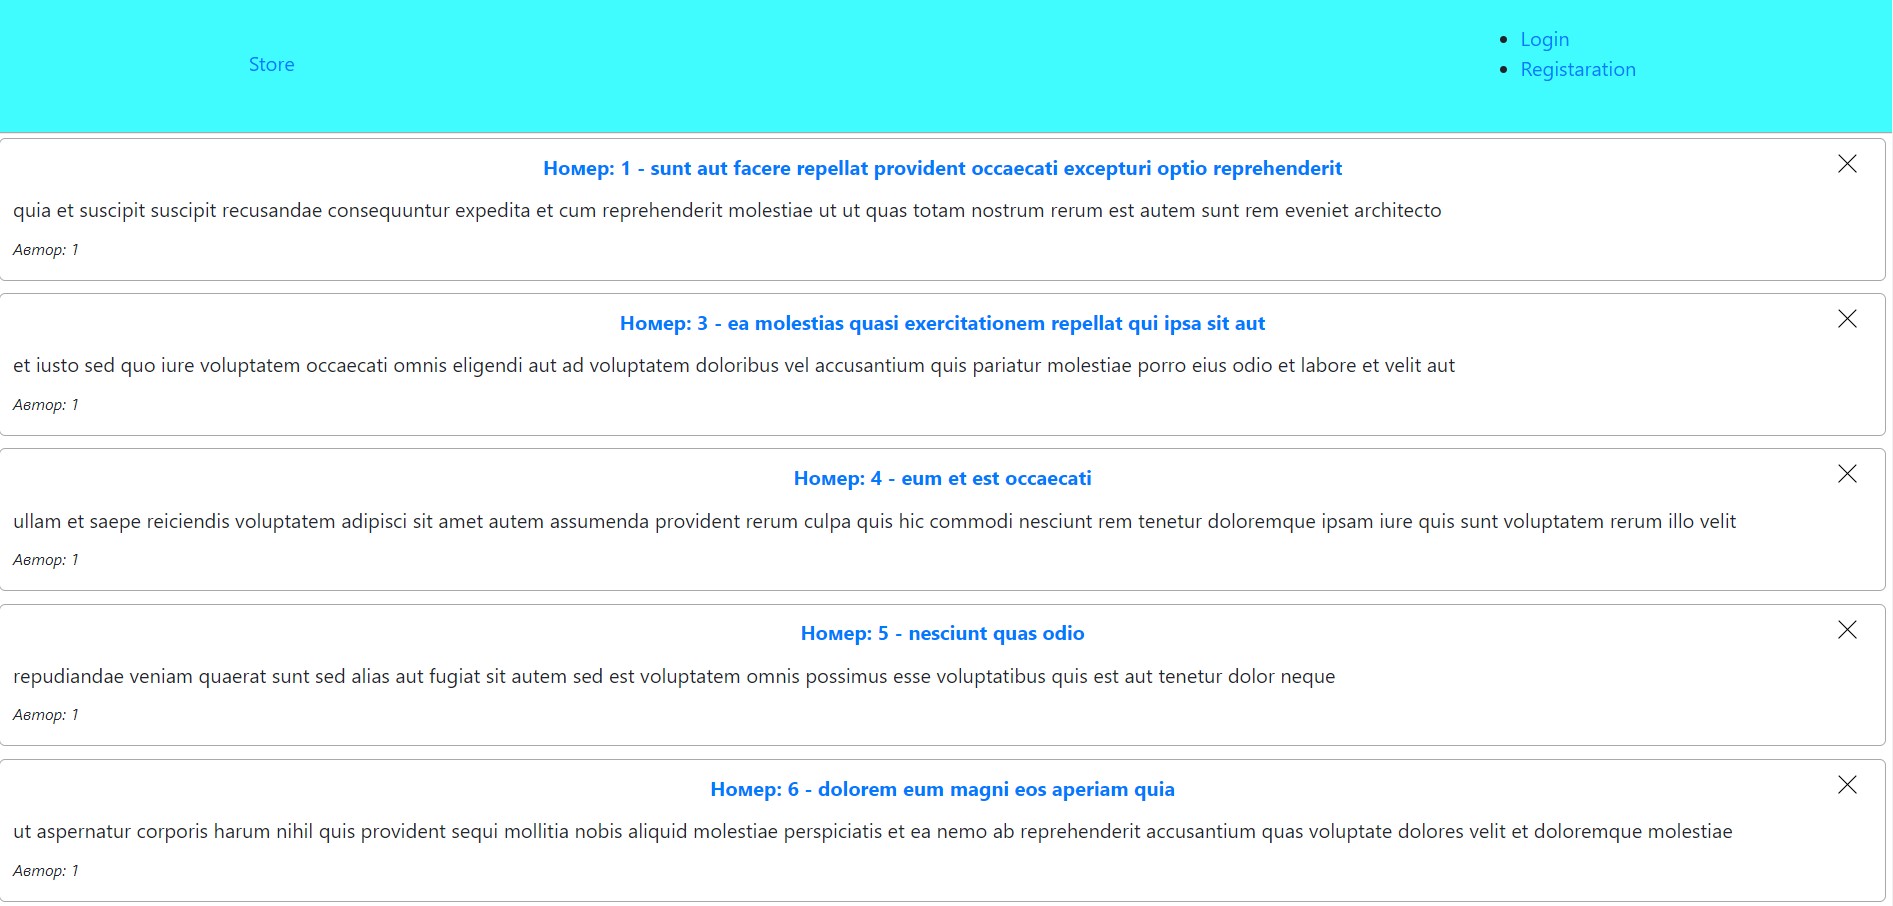 Store
Login
Registaration
Номер: 1 - sunt aut facere repellat provident occaecati excepturi optio reprehenderit
quia et suscipit suscipit recusandae consequuntur expedita et cum reprehenderit molestiae ut ut quas totam nostrum rerum est autem sunt rem eveniet architecto
Автор: 1
Номер: 3 - ea molestias quasi exercitationem repellat qui ipsa sit aut
et iusto sed quo iure voluptatem occaecati omnis eligendi aut ad voluptatem doloribus vel accusantium quis pariatur molestiae porro eius odio et labore et velit aut
Автор: 1
Номер: 4 - eum et est occaecati
ullam et saepe reiciendis voluptatem adipisci sit amet autem assumenda provident rerum culpa quis hic commodi nesciunt rem tenetur doloremque ipsam iure quis sunt voluptatem rerum illo velit
Автор: 1
Номер: 5 - nesciunt quas odio
repudiandae veniam quaerat sunt sed alias aut fugiat sit autem sed est voluptatem omnis possimus esse voluptatibus quis est aut tenetur dolor neque
Автор: 1
Номер: 6 - dolorem eum magni eos aperiam quia
ut aspernatur corporis harum nihil quis provident sequi mollitia nobis aliquid molestiae perspiciatis et ea nemo ab reprehenderit accusantium quas voluptate dolores velit et doloremque molestiae
Автор: 1